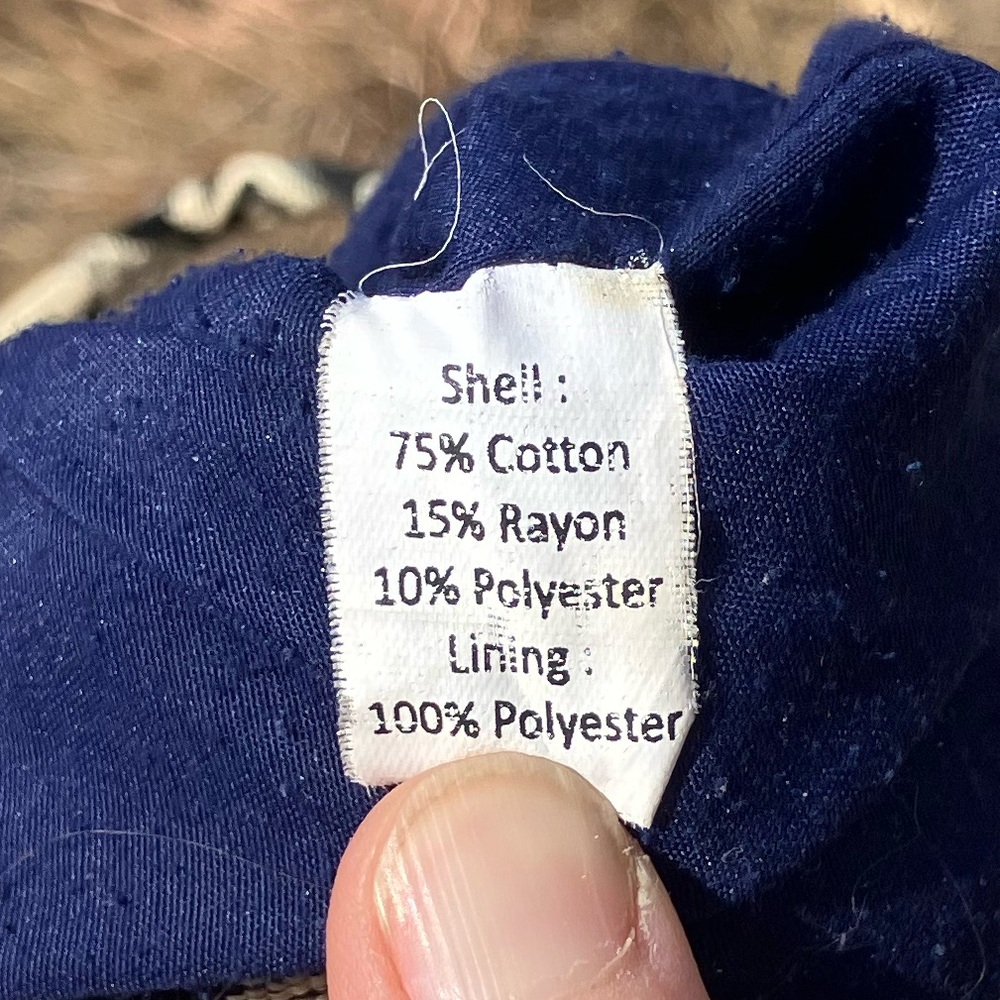 Shell :
75% Cotton
15% Rayon
10% Polyester
Lining :
100% Polyester